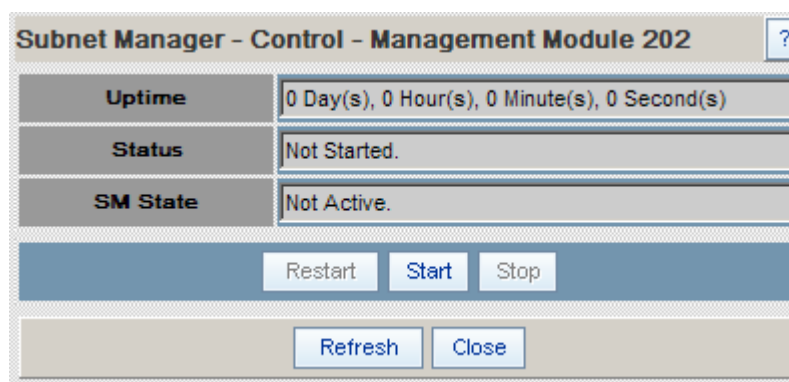 Subnet Manager - Control - Management Module 202 ?
Uptime 0 Day(s), 0 Hour(s), 0 Minute(s), 0 Second(s)
Status Not Started.
SM State Not Active.
Restart Start Stop
Refresh Close